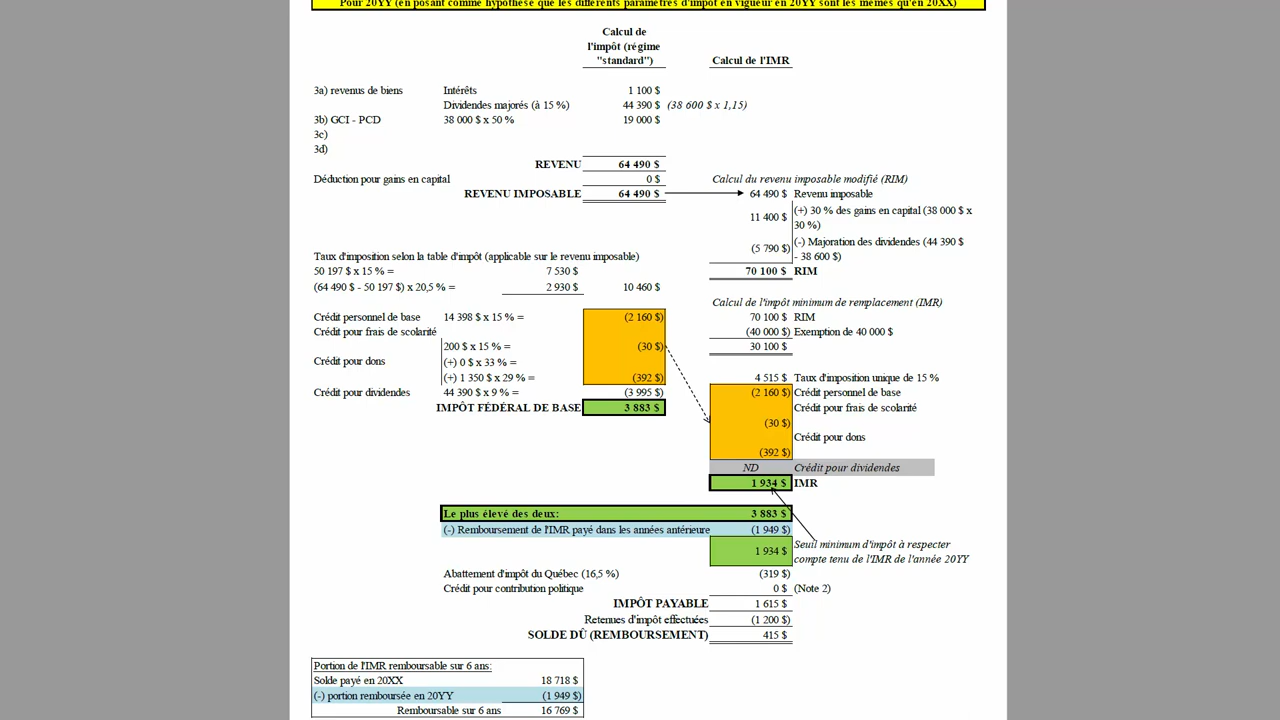 Pour 20YY (en posant comme hypothèse que les différents paramètres d'impôt en vigueur en 20YY sont les mêmes qu'en 20XX)
Calcul de
l'impôt (régime
"standard") Calcul de l'IMR
3a) revenus de biens Intérêts 1 100 $
Dividendes majorés (à 15 %) 44 390 $ (38 600 $ x 1,15)
3b) GCI - PCD 38 000 $ x 50 % 19 000 $
3c)
3d)
REVENU 64 490 $
Déduction pour gains en capital 0 $ Calcul du revenu imposable modifié (RIM)
REVENU IMPOSABLE 64 490 $ 64 490 $ Revenu imposable
11 400 $ (+) 30 % des gains en capital (38 000 $ x
30 %)
(5 790 $) (-) Majoration des dividendes (44 390 $
- 38 600 $)
Taux d'imposition selon la table d'impôt (applicable sur le revenu imposable)
50 197 $ x 15 % = 7 530 $ 70 100 $ RIM
(64 490 $ - 50 197 $) x 20,5 % = 2 930 $ 10 460 $
Calcul de l'impôt minimum de remplacement (IMR)
Crédit personnel de base 14 398 $ x 15 % = (2 160 $) 70 100 $ RIM
Crédit pour frais de scolarité (40 000 $) Exemption de 40 000 $
200 $ x 15 % = (30 $) 30 100 $
Crédit pour dons (+) 0 $ x 33 % =
(+) 1 350 $ x 29 % = (392 $) 4 515 $ Taux d'imposition unique de 15 %
Crédit pour dividendes 44 390 $ x 9 % = (3 995 $) (2 160 $) Crédit personnel de base
IMPÔT FÉDÉRAL DE BASE 3 883 $ Crédit pour frais de scolarité
(30 $)
Crédit pour dons
(392 $)
ND Crédit pour dividendes
1 934 $ IMR
Le plus élevé des deux: 3 883 $
(-) Remboursement de l'IMR payé dans les années antérieure (1 949 $)
1 934 $ Seuil minimum d'impôt à respecter
compte tenu de l'IMR de l'année 20YY
Abattement d'impôt du Québec (16,5 %) (319 $)
Crédit pour contribution politique 0 $ (Note 2)
IMPÔT PAYABLE 1 615 $
Retenues d'impôt effectuées (1 200 $)
SOLDE DÛ (REMBOURSEMENT) 415 $
Portion de l'IMR remboursable sur 6 ans:
Solde payé en 20XX 18 718 $
(-) portion remboursée en 20YY (1 949 $)
Remboursable sur 6 ans 16 769 $